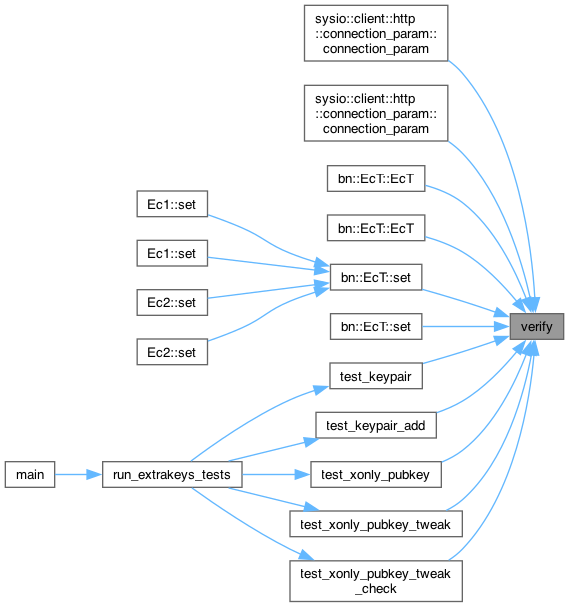 sysio::client::http
::connection_param::
connection_param
sysio::client::http
::connection_param::
connection_param
bn::EcT::EcT
Ec1::set
bn::EcT::EcT
Ec1::set
bn::EcT::set
Ec2::set
bn::EcT::set
verify
Ec2::set
test_keypair
test_keypair_add
main
run_extrakeys_tests
test_xonly_pubkey
test_xonly_pubkey_tweak
test_xonly_pubkey_tweak
_check